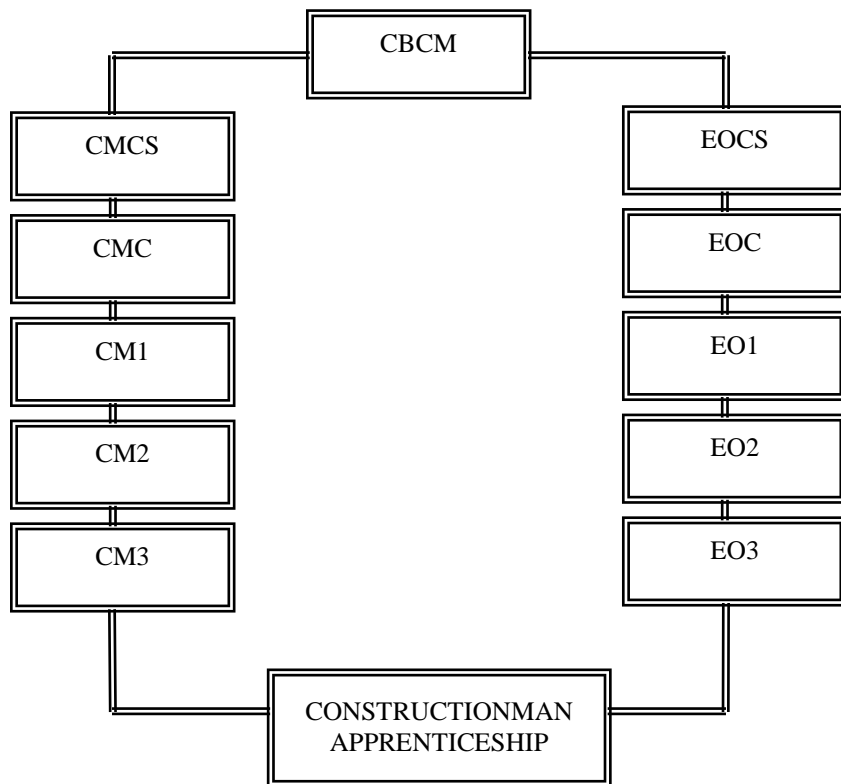 CBCM
CMCS
EOCS
CMC
EOC
CM1
EO1
CM2
EO2
CM3
EO3
CONSTRUCTIONMAN
APPRENTICESHIP